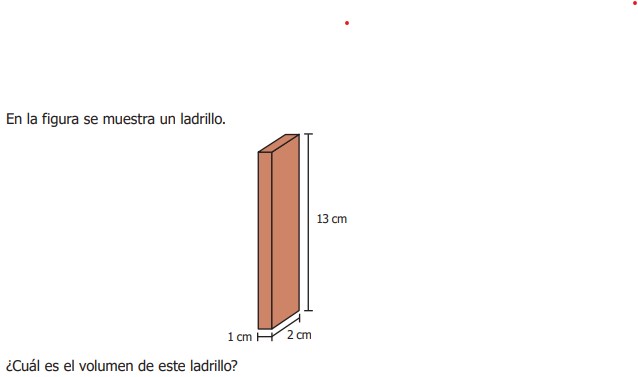 En la figura se muestra un ladrillo.
13 cm
1 cm
2 cm
¿Cuál es el volumen de este ladrillo?